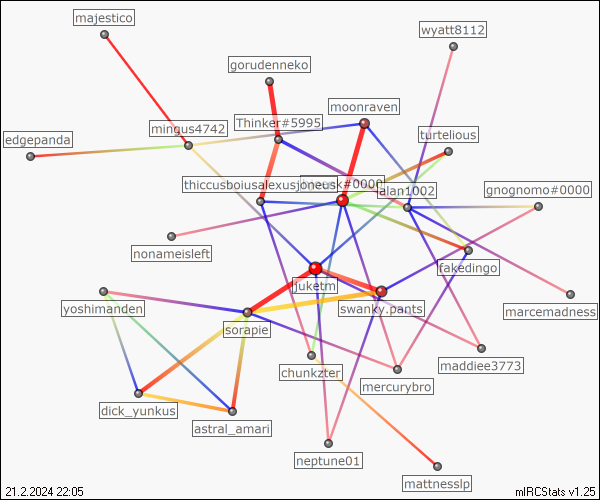 majestico
wyatt8112
gorudenneko
moonraven
mingus4742
Thinker#5995
turtelious
edgepanda
thiccusboiusalexusjoneus
k#0000
alan1002
gnognomo#0000
nonameisleft
fakedingo
juketm
yoshimanden
swanky.pants
marcemadness
sorapie
maddiee3773
chunkzter
mercurybro
dick_yunkus
astral_amari
neptune01
mattnesslp
21.2.2024 22:05
mIRCStats v1.25